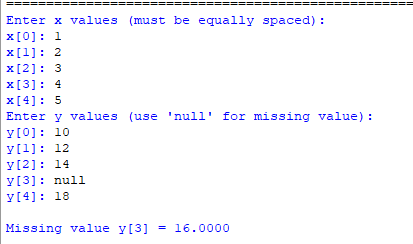 Enter x values (must be equally spaced):
x[0]: 1
x[1]: 2
x[2]: 3
x[3]: 4
x[4]: 5
Enter y values (use 'null' for missing value):
y[0]: 10
y[1]: 12
y[2]: 14
y[3]: null
y[4]: 18
Missing value y[3] = 16.0000